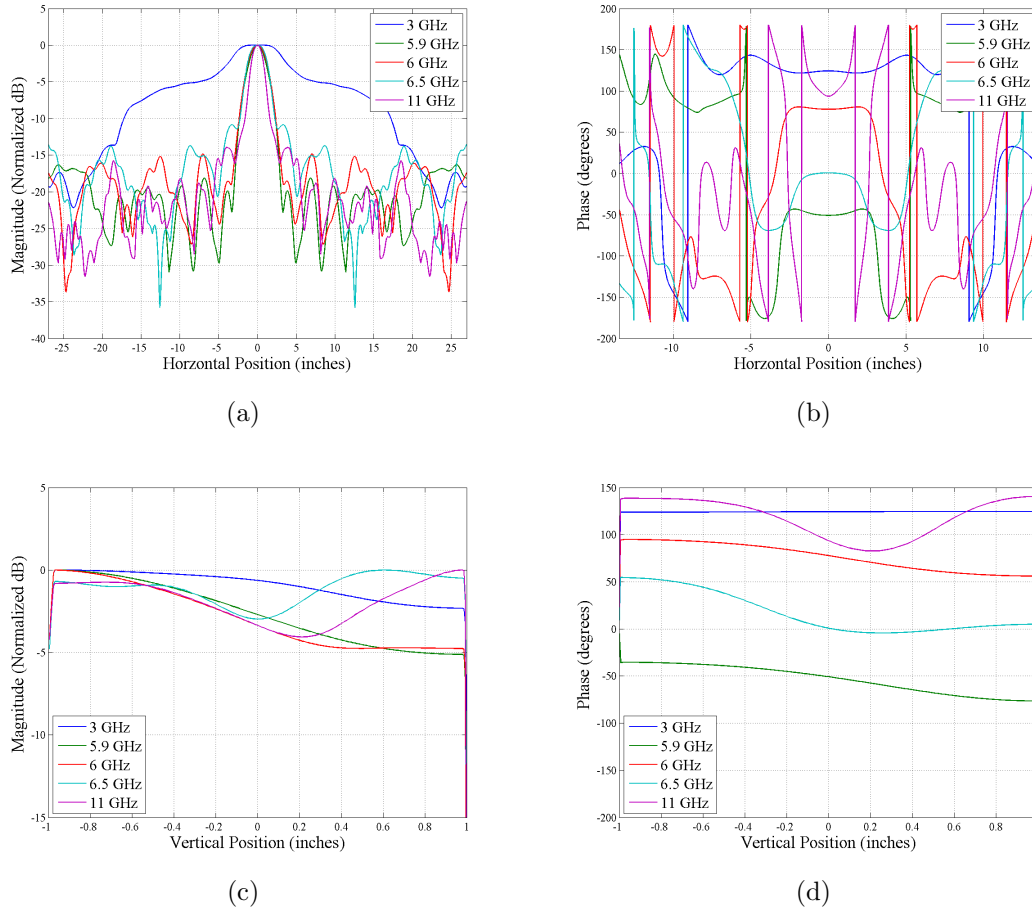 5
0
-5
-10
-15
-20
-25
-30
-35
-40
-25 -20 -15 -10 -5 0 5 10 15 20 25
Magnitude (Normalized dB)
Horzontal Position (inches)
3 GHz
5.9 GHz
6 GHz
6.5 GHz
11 GHz
(a)
200
150
100
50
0
-50
-100
-150
-200
-10 -5 0 5 10
Phase (degrees)
Horzontal Position (inches)
3 GHz
5.9 GHz
6 GHz
6.5 GHz
11 GHz
(b)
5
0
-5
-10
-15
-1 -0.8 -0.6 -0.4 -0.2 0 0.2 0.4 0.6 0.8 1
Magnitude (Normalized dB)
Vertical Position (inches)
3 GHz
5.9 GHz
6 GHz
6.5 GHz
11 GHz
(c)
150
100
50
0
-50
-100
-150
-200
-1 -0.8 -0.6 -0.4 -0.2 0 0.2 0.4 0.6 0.8
Phase (degrees)
Vertical Position (inches)
3 GHz
5.9 GHz
6 GHz
6.5 GHz
11 GHz
(d)